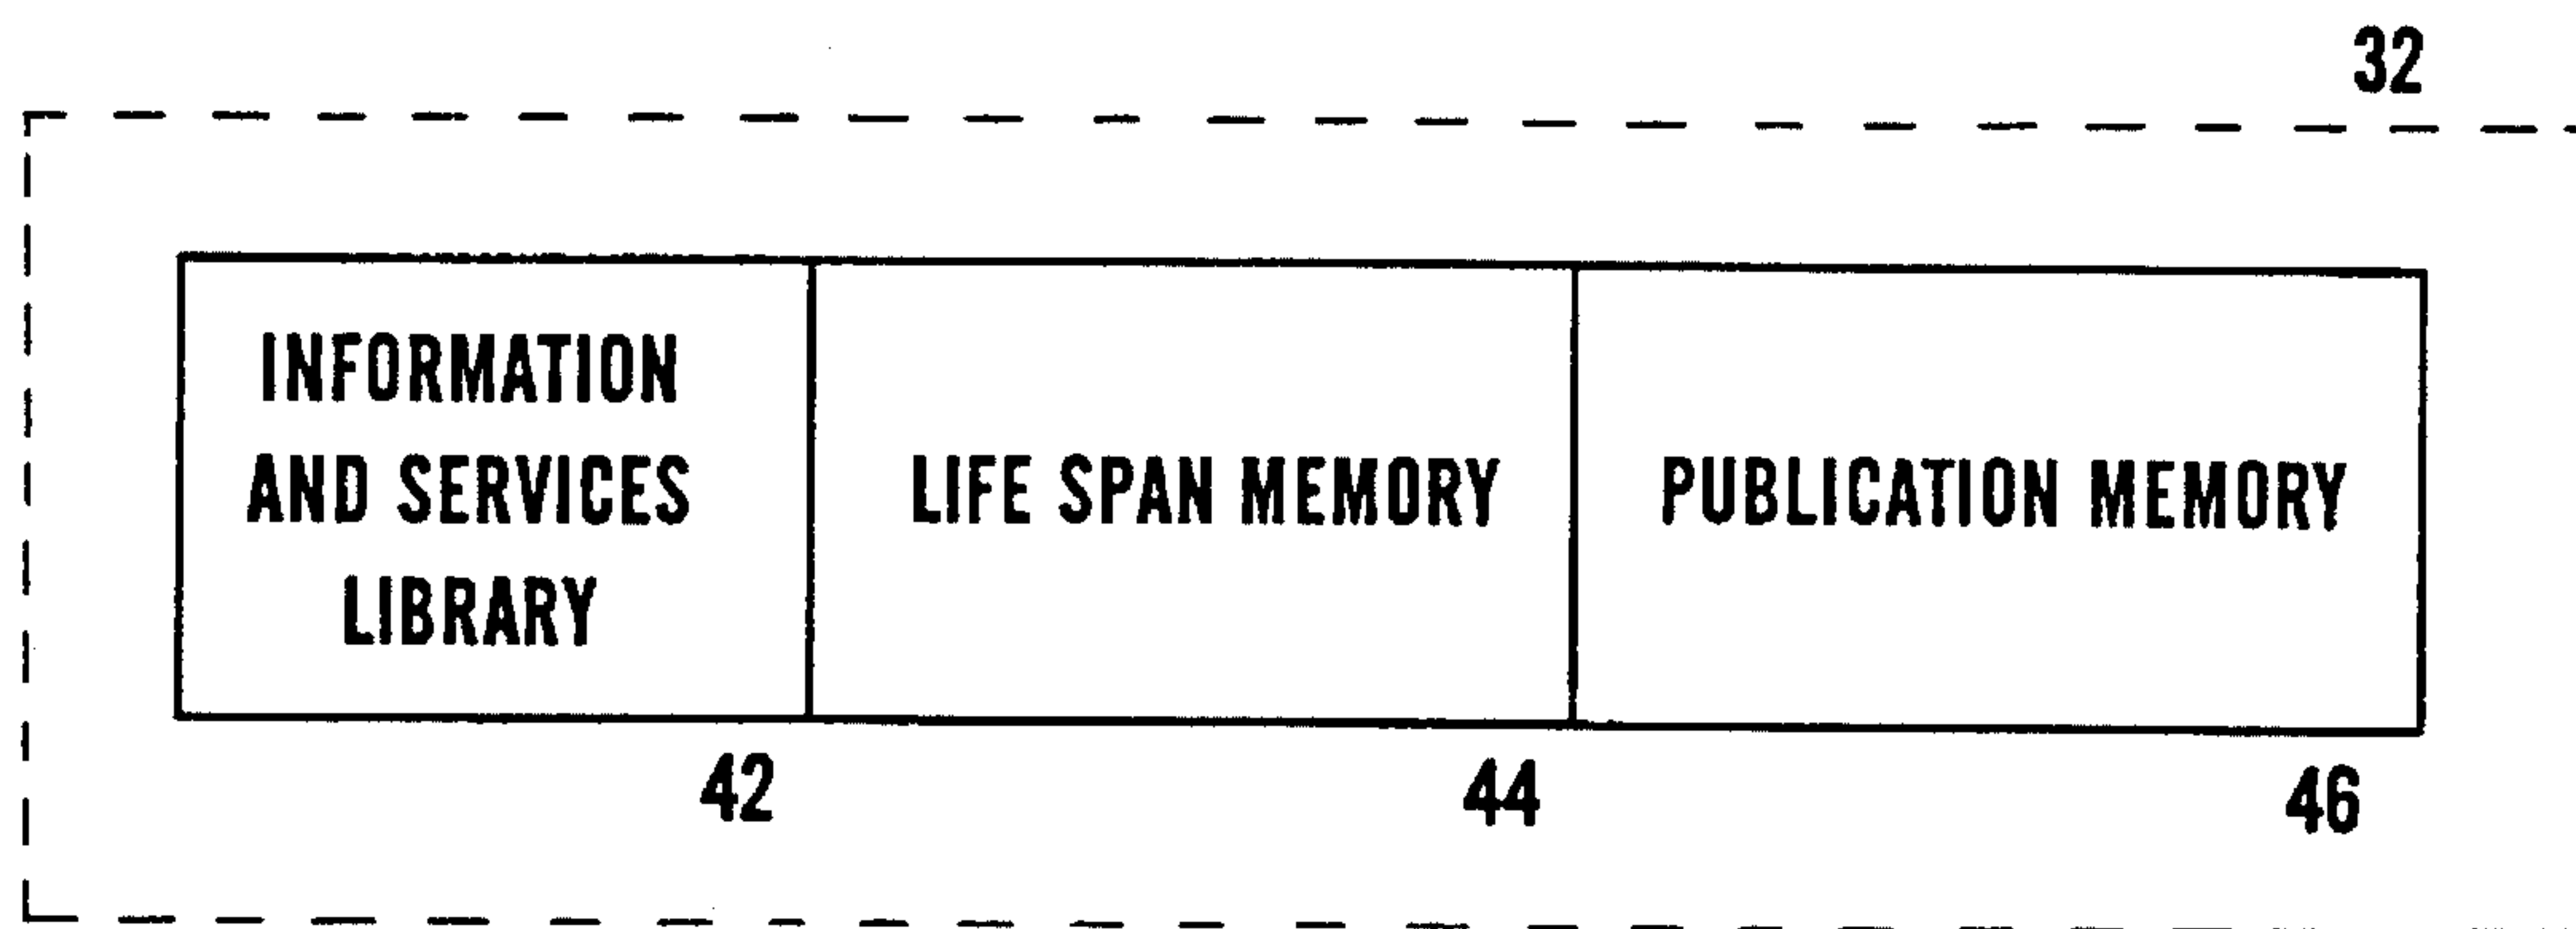 32
INFORMATION
AND SERVICES
LIBRARY
LIFE SPAN MEMORY
PUBLICATION MEMORY
42
44
46